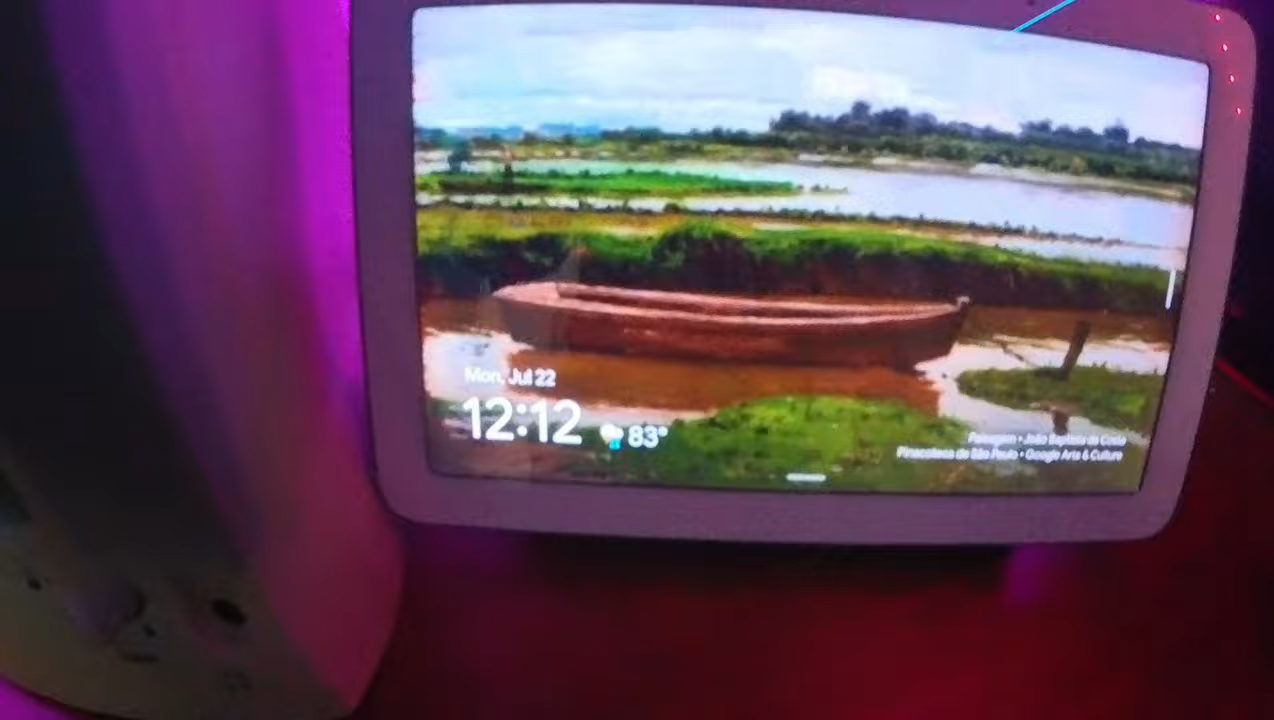 Mon, Jul 22
12:12
83°
Paisagem • João Baptista da Costa
Pinacoteca de São Paulo • Google Arts & Culture